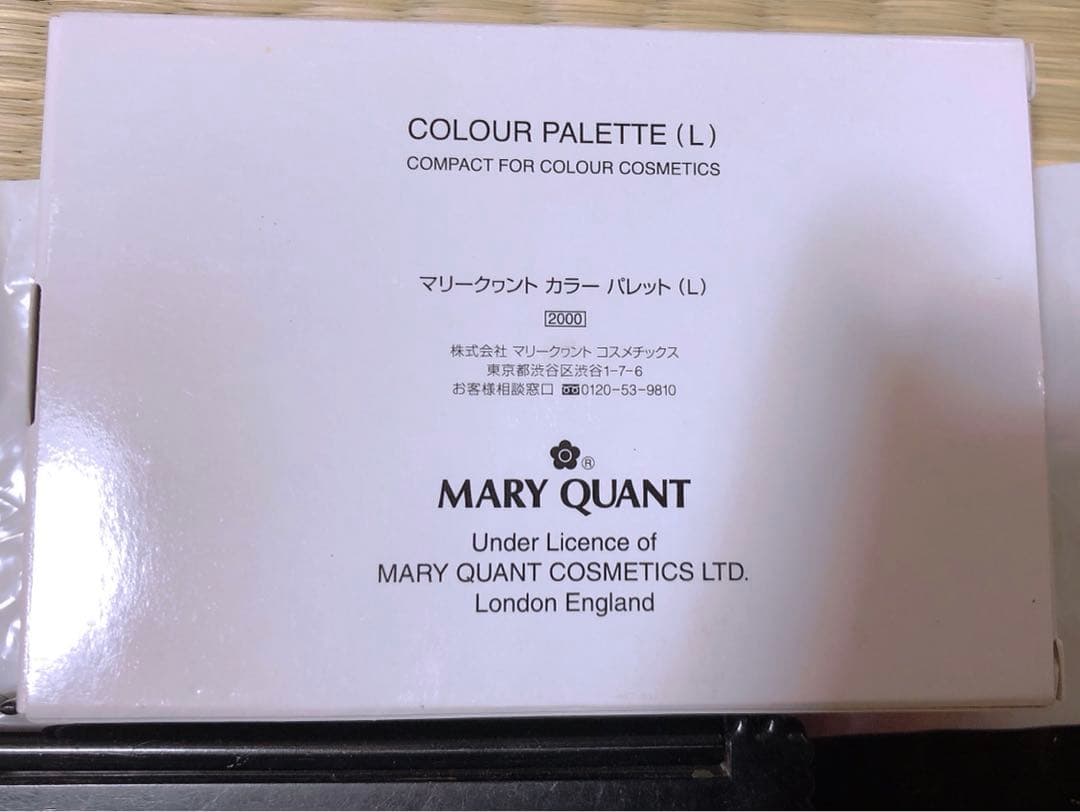 COLOUR PALETTE (L)
COMPACT FOR COLOUR COSMETICS
マリークヮント カラー パレット (L)
2000
株式会社 マリークヮント コスメチックス
東京都渋谷区渋谷1-7-6
お客様相談窓口 0120-53-9810
®
MARY QUANT
Under Licence of
MARY QUANT COSMETICS LTD.
London England